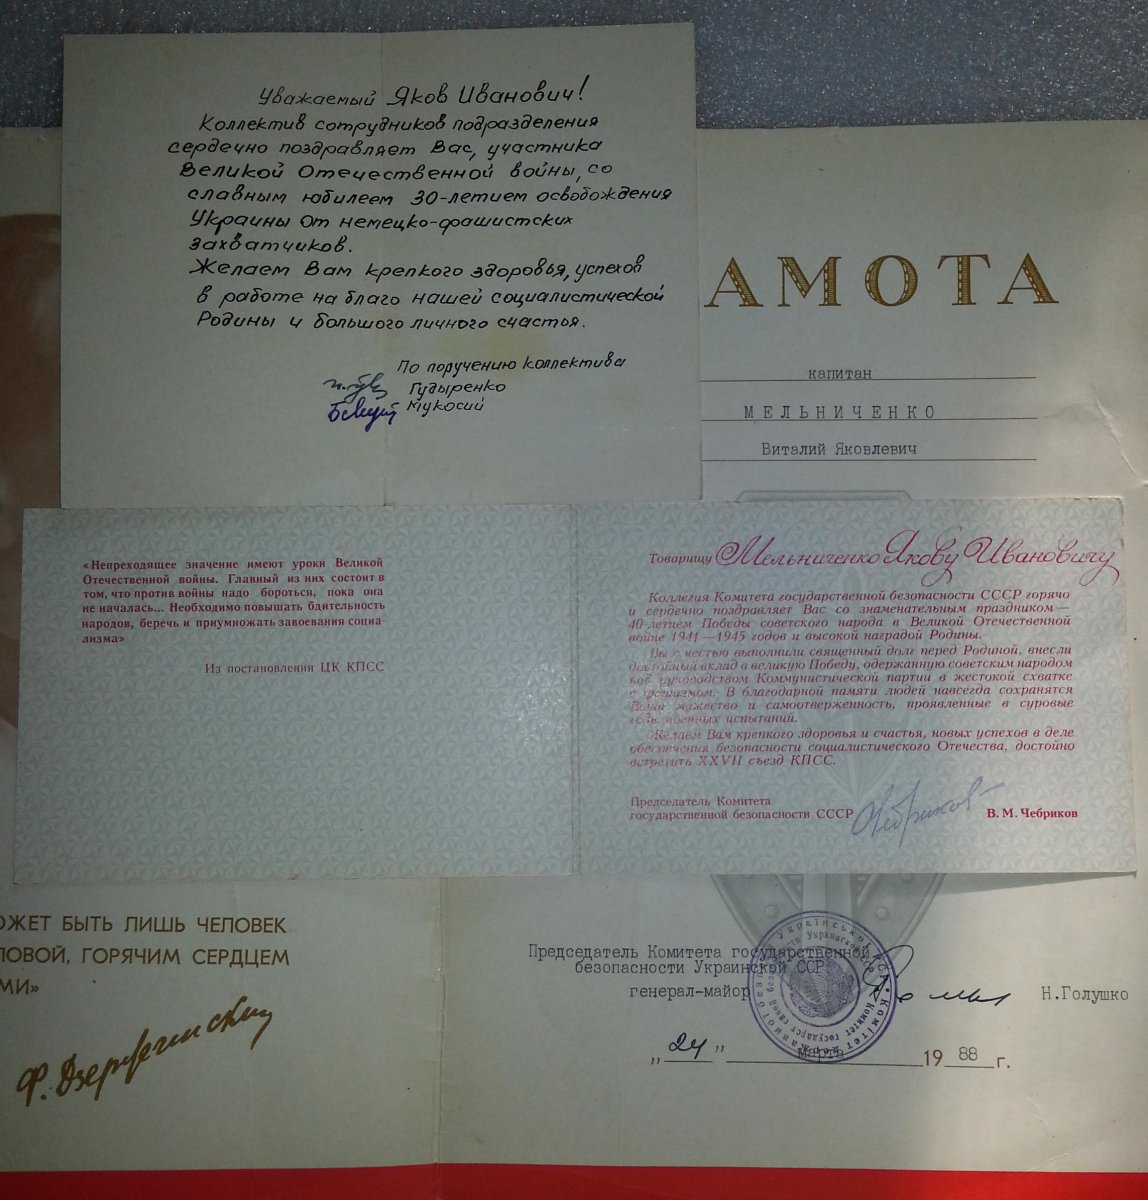 Уважаемый Яков Иванович!
Коллектив сотрудников подразделения
сердечно поздравляет Вас, участника
Великой Отечественной войны, со
славным юбилеем 30-летием освобождения
Украины от немецко-фашистских
захватчиков.
Желаем Вам крепкого здоровья, успехов
в работе на благо нашей социалистической
Родины и большого личного счастья.
По поручению коллектива
Гудыренко
Мукосий
АМОТА
капитан
МЕЛЬНИЧЕНКО
Виталий Яковлевич
«Непреходящее значение имеют уроки Великой
Отечественной войны. Главный из них состоит в
том, что против войны надо бороться, пока она
не началась... Необходимо повышать бдительность
народов, беречь и приумножать завоевания социа-
лизма»
Из постановления ЦК КПСС
Товарищу Мельниченко Якову Ивановичу
Коллегия Комитета государственной безопасности СССР горячо
и сердечно поздравляет Вас со знаменательным праздником —
40-летием Победы советского народа в Великой Отечественной
войне 1941—1945 годов и высокой наградой Родины.
Вы с честью выполнили священный долг перед Родиной, внесли
достойный вклад в великую Победу, одержанную советским народом
под руководством Коммунистической партии в жестокой схватке
с фашизмом. В благодарной памяти людей навсегда сохранятся
Ваши мужество и самоотверженность, проявленные в суровые
годы военных испытаний.
Желаем Вам крепкого здоровья и счастья, новых успехов в деле
обеспечения безопасности социалистического Отечества, достойно
встретить XXVII съезд КПСС.
Председатель Комитета
государственной безопасности СССР Чебриков В. М. Чебриков
ОЖЕТ БЫТЬ ЛИШЬ ЧЕЛОВЕК
ЛОВОЙ, ГОРЯЧИМ СЕРДЦЕМ
МИ»
Ф. Дзержинский
Председатель Комитета государственной
безопасности Украинской ССР
генерал-майор Н.Голушко
„24" марта 1988 г.